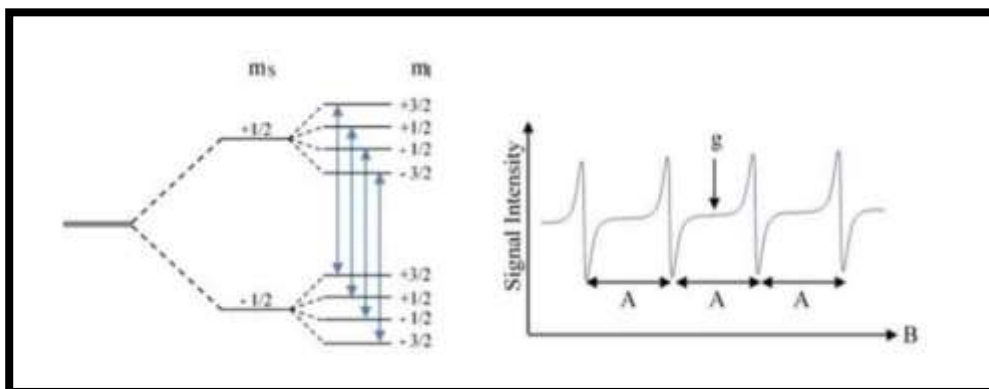 mS mI
+3/2
+1/2
+1/2
- 1/2
- 3/2
+3/2
- 1/2
+1/2
- 1/2
- 3/2
Signal Intensity
g
A A A
B